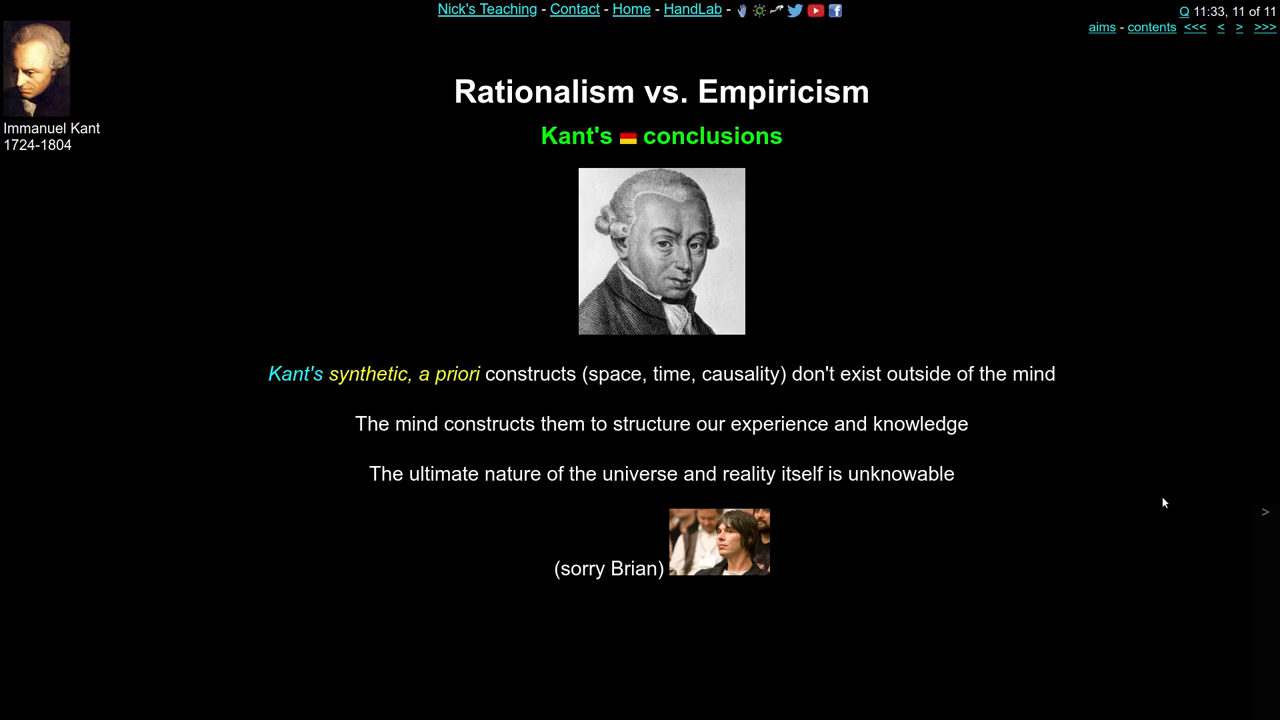 Nick's Teaching - Contact - Home - HandLab -
Q 11:33, 11 of 11
aims - contents <<< < > >>>
Immanuel Kant
1724-1804
Rationalism vs. Empiricism
Kant's conclusions
Kant's synthetic, a priori constructs (space, time, causality) don't exist outside of the mind
The mind constructs them to structure our experience and knowledge
The ultimate nature of the universe and reality itself is unknowable
(sorry Brian)
>